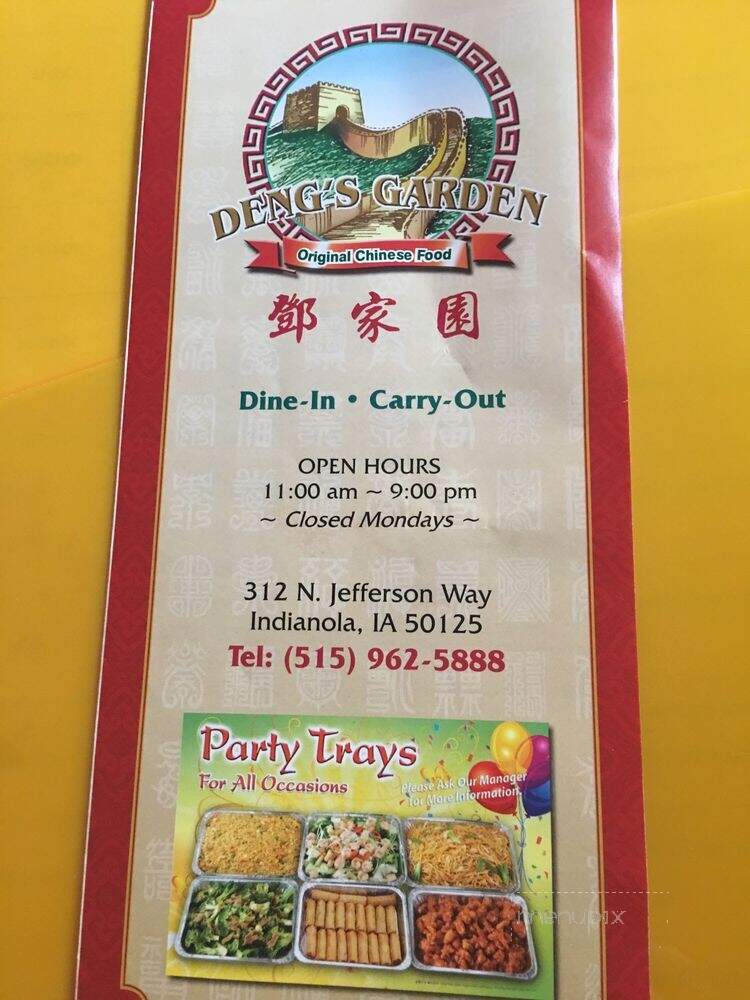 DENG'S GARDEN
Original Chinese Food
鄧家園
Dine-In • Carry-Out
OPEN HOURS
11:00 am ~ 9:00 pm
~ Closed Mondays ~
312 N. Jefferson Way
Indianola, IA 50125
Tel: (515) 962-5888
Party Trays
For All Occasions
Please Ask Our Manager
for More Information.
menupix